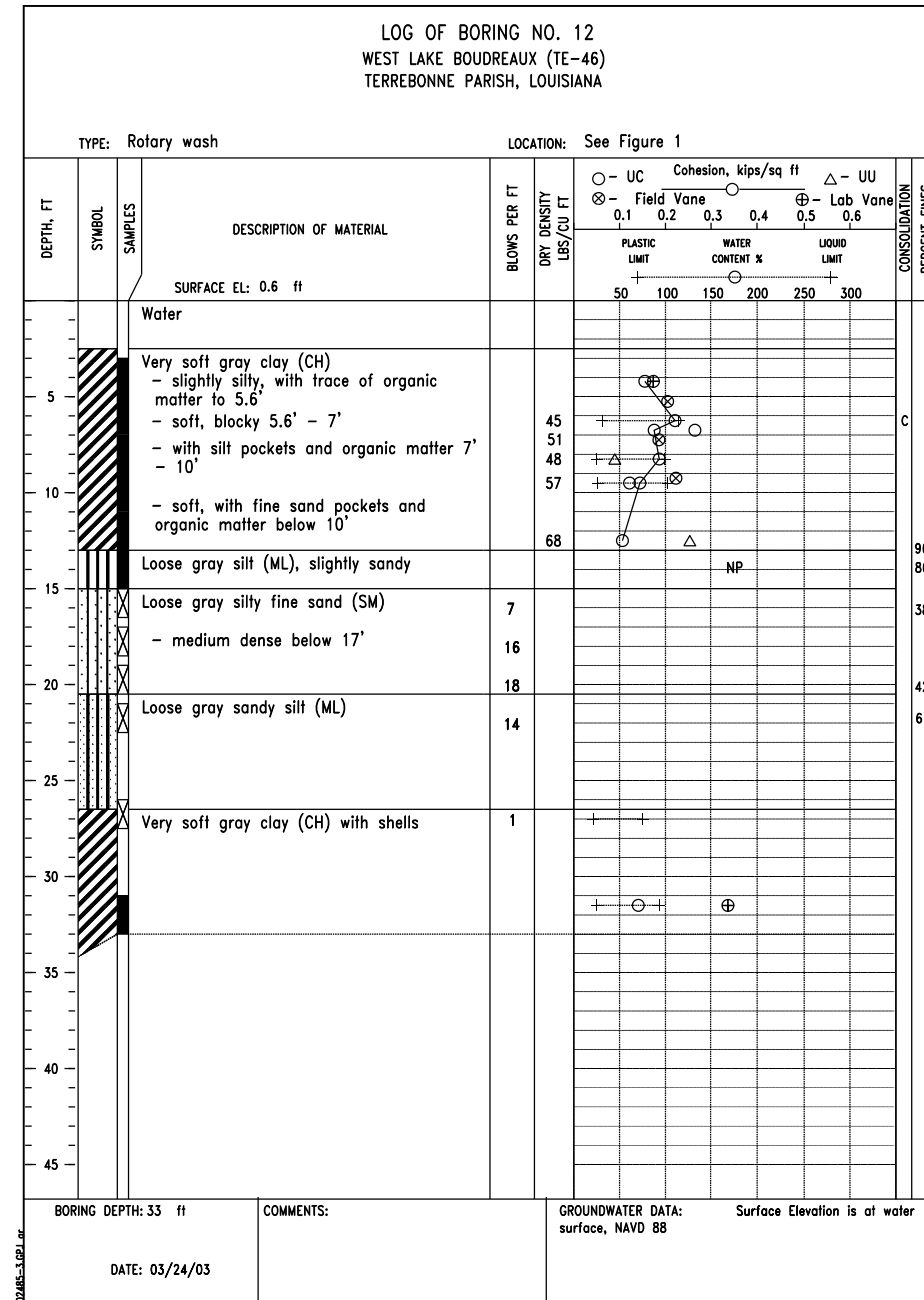 LOG OF BORING NO. 12
WEST LAKE BOUDREAUX (TE-46)
TERREBONNE PARISH, LOUISIANA
TYPE: Rotary wash
LOCATION: See Figure 1
DEPTH, FT
SYMBOL
SAMPLES
DESCRIPTION OF MATERIAL
SURFACE EL: 0.6 ft
BLOWS PER FT
DRY DENSITY
LBS/CU FT
Cohesion, kips/sq ft
- UC
- UU
- Field Vane
- Lab Vane
0.1 0.2 0.3 0.4 0.5 0.6
PLASTIC LIMIT
WATER CONTENT %
LIQUID LIMIT
50 100 150 200 250 300
CONSOLIDATION
Water
Very soft gray clay (CH)
- slightly silty, with trace of organic
matter to 5.6'
5
- soft, blocky 5.6' - 7'
45
C
51
- with silt pockets and organic matter 7'
- 10'
48
57
10
- soft, with fine sand pockets and
organic matter below 10'
68
Loose gray silt (ML), slightly sandy
NP
15
Loose gray silty fine sand (SM)
7
- medium dense below 17'
16
20
18
Loose gray sandy silt (ML)
14
25
Very soft gray clay (CH) with shells
1
30
35
40
45
BORING DEPTH: 33 ft
COMMENTS:
GROUNDWATER DATA: Surface Elevation is at water
surface, NAVD 88
DATE: 03/24/03